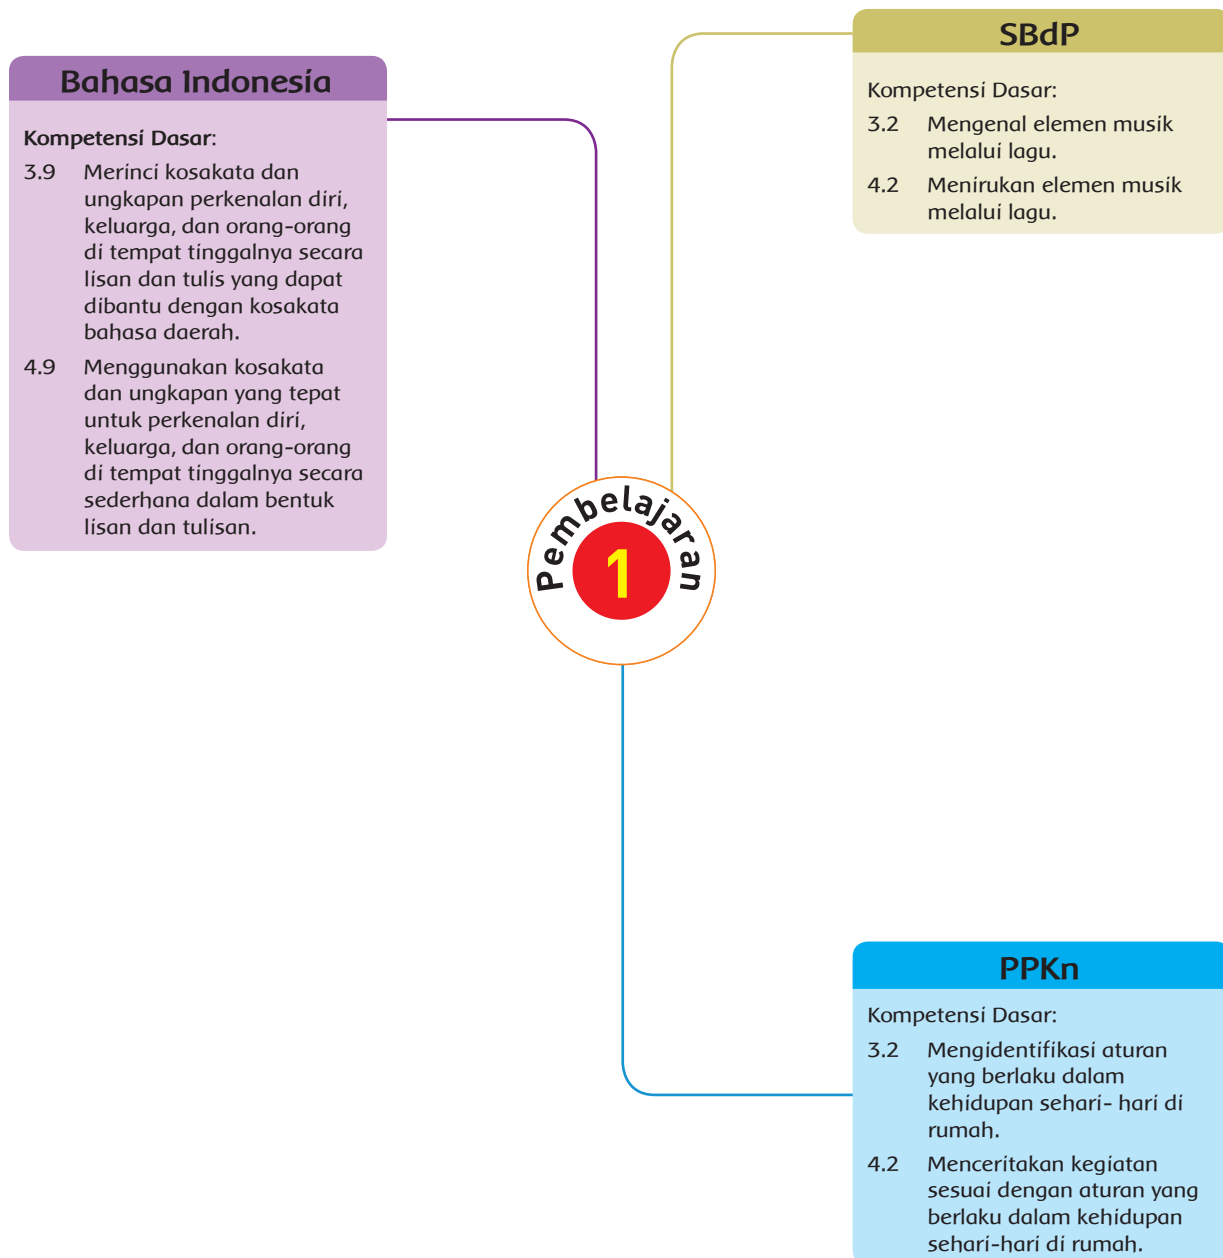 Bahasa Indonesia
Kompetensi Dasar:
3.9 Merinci kosakata dan
ungkapan perkenalan diri,
keluarga, dan orang-orang
di tempat tinggalnya secara
lisan dan tulis yang dapat
dibantu dengan kosakata
bahasa daerah.
4.9 Menggunakan kosakata
dan ungkapan yang tepat
untuk perkenalan diri,
keluarga, dan orang-orang
di tempat tinggalnya secara
sederhana dalam bentuk
lisan dan tulisan.
SBdP
Kompetensi Dasar:
3.2 Mengenal elemen musik
melalui lagu.
4.2 Menirukan elemen musik
melalui lagu.
Pembelajaran
1
PPKn
Kompetensi Dasar:
3.2 Mengidentifikasi aturan
yang berlaku dalam
kehidupan sehari- hari di
rumah.
4.2 Menceritakan kegiatan
sesuai dengan aturan yang
berlaku dalam kehidupan
sehari-hari di rumah.